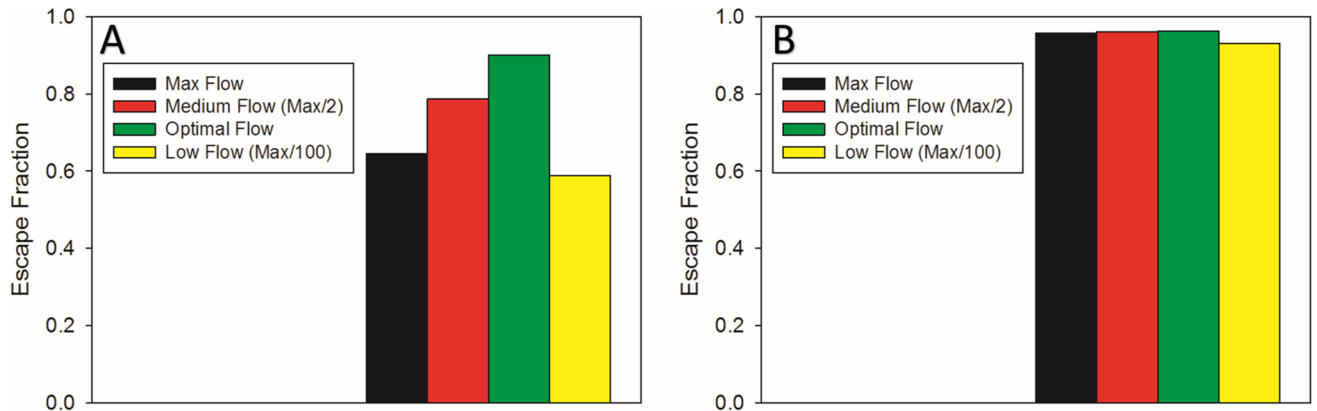 A
Max Flow
Medium Flow (Max/2)
Optimal Flow
Low Flow (Max/100)
Escape Fraction
1.0
0.8
0.6
0.4
0.2
0.0
B
Max Flow
Medium Flow (Max/2)
Optimal Flow
Low Flow (Max/100)
Escape Fraction
1.0
0.8
0.6
0.4
0.2
0.0